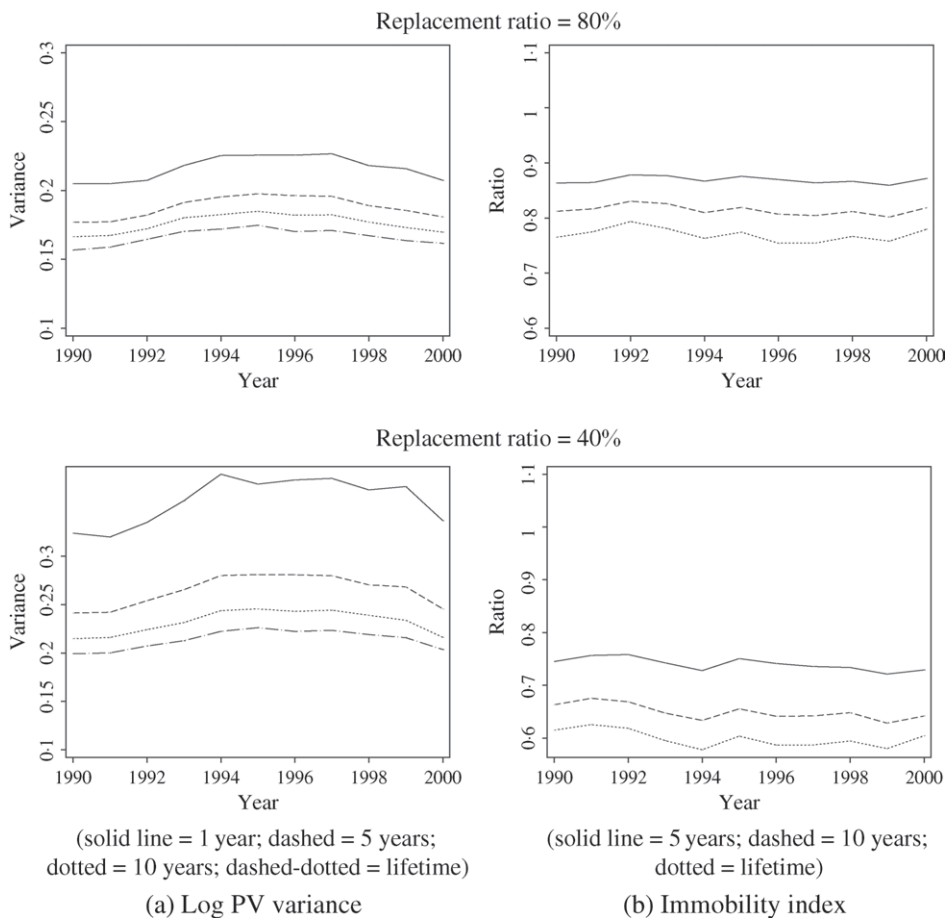 Replacement ratio = 80%
0·3
0·25
0·2
0·15
0·1
Variance
1990 1992 1994 1996 1998 2000
Year
1·1
1
0·9
0·8
0·7
0·6
Ratio
1990 1992 1994 1996 1998 2000
Year
Replacement ratio = 40%
0·3
0·25
0·2
0·15
0·1
Variance
1990 1992 1994 1996 1998 2000
Year
1·1
1
0·9
0·8
0·7
0·6
Ratio
1990 1992 1994 1996 1998 2000
Year
(solid line = 1 year; dashed = 5 years;
dotted = 10 years; dashed-dotted = lifetime)
(a) Log PV variance
(solid line = 5 years; dashed = 10 years;
dotted = lifetime)
(b) Immobility index